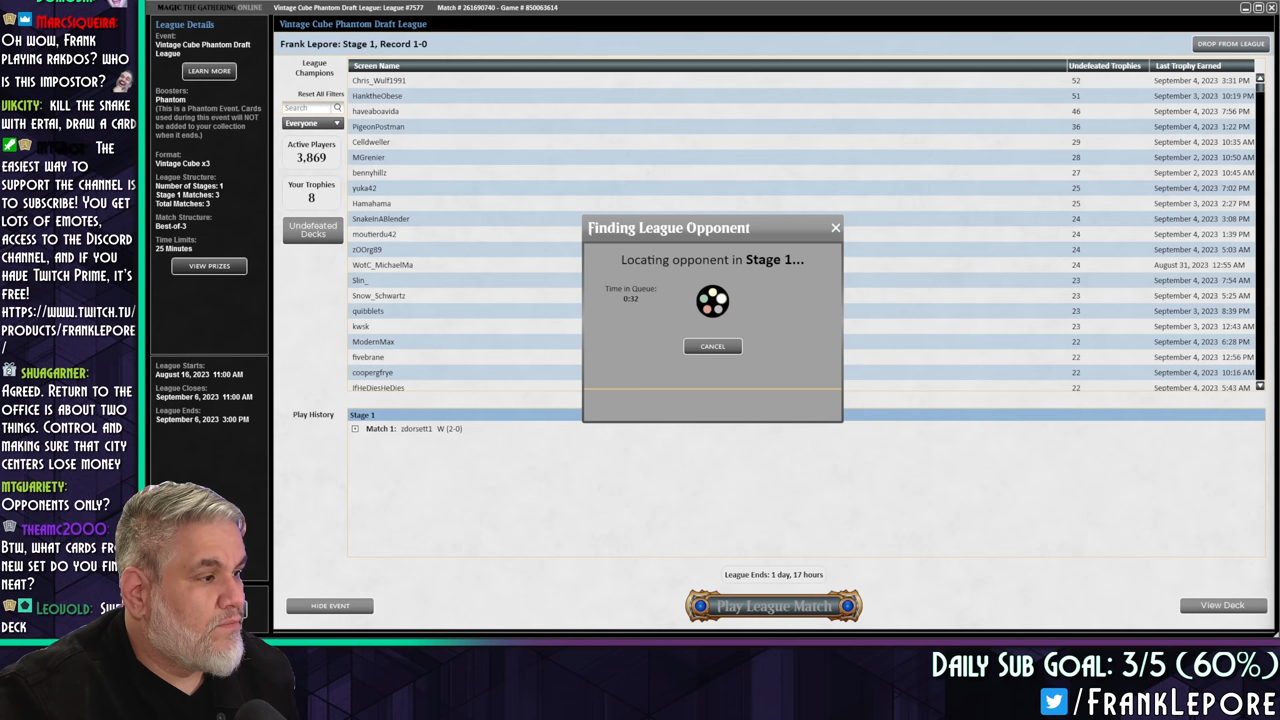 MarcSiqueira:
Oh wow, Frank
playing Rakdos? who
is this impostor?
vikcity: kill the snake
with ertai, draw a card
The
easiest way to
support the channel is
to subscribe! You get
lots of emotes,
access to the Discord
channel, and if you
have Twitch Prime, it's
free!
https://www.twitch.tv/
products/franklepore
/
shuagarner:
Agreed. Return to the
office is about two
things. Control and
making sure that city
centers lose money
mtgvariety:
Opponents only?
theamc2000:
Btw, what cards fr
new set do you fin
neat?
Leovold:
deck
MAGIC: THE GATHERING ONLINE
Vintage Cube Phantom Draft League: League #7577
Match # 261690740 - Game # 850063614
League Details
Event:
Vintage Cube Phantom Draft
League
LEARN MORE
Boosters:
Phantom
(This is a Phantom Event. Cards
used during this event will NOT
be added to your collection
when it ends.)
Format:
Vintage Cube x3
League Structure:
Number of Stages: 1
Stage 1 Matches: 3
Total Matches: 3
Match Structure:
Best-of-3
Time Limits:
25 Minutes
VIEW PRIZES
League Starts:
August 16, 2023 11:00 AM
League Closes:
September 6, 2023 11:00 AM
League Ends:
September 6, 2023 3:00 PM
Vintage Cube Phantom Draft League
Frank Lepore: Stage 1, Record 1-0
DROP FROM LEAGUE
League
Champions
Reset All Filters
Search
Everyone
Active Players
3,869
Your Trophies
8
Undefeated
Decks
Screen Name Undefeated Trophies Last Trophy Earned
Chris_Wulf1991 52 September 4, 2023 3:31 PM
HanktheObese 51 September 3, 2023 10:19 PM
haveaboavida 46 September 4, 2023 7:56 PM
PigeonPostman 36 September 4, 2023 1:22 PM
Celldweller 29 September 4, 2023 10:35 AM
MGrenier 28 September 2, 2023 10:50 AM
bennyhillz 27 September 2, 2023 10:45 AM
yuka42 25 September 4, 2023 7:02 PM
Hamahama 25 September 3, 2023 2:27 PM
SnakeInABlender 24 September 4, 2023 3:08 PM
moutierdu42 24 September 4, 2023 1:39 PM
zOOrg89 24 September 4, 2023 5:03 AM
WotC_MichaelMa 24 August 31, 2023 12:55 AM
Slin_ 23 September 4, 2023 7:54 AM
Snow_Schwartz 23 September 4, 2023 5:25 AM
quibblets 23 September 3, 2023 8:39 PM
kwsk 23 September 3, 2023 12:43 AM
ModernMax 22 September 4, 2023 6:28 PM
fivebrane 22 September 4, 2023 12:56 PM
coopergfrye 22 September 4, 2023 10:16 AM
IfHeDiesHeDies 22 September 4, 2023 5:43 AM
Finding League Opponent
Locating opponent in Stage 1...
Time in Queue:
0:32
CANCEL
Play History
Stage 1
Match 1: zdorsett1 W (2-0)
League Ends: 1 day, 17 hours
HIDE EVENT
Play League Match
View Deck
Daily Sub Goal: 3/5 (60%)
/FrankLepore